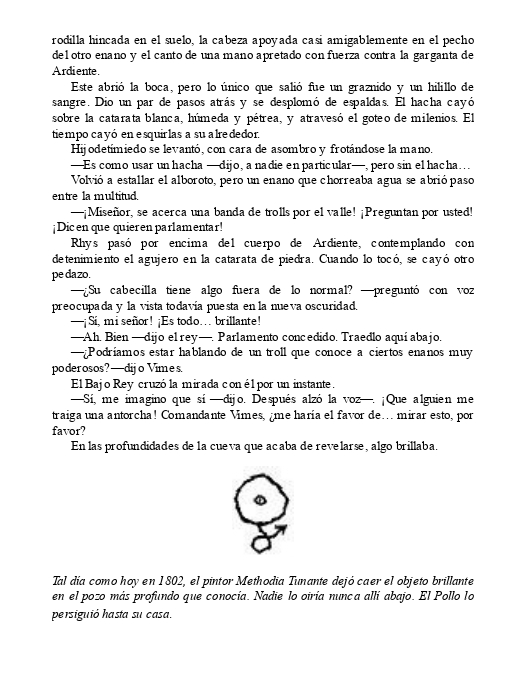 rodilla hincada en el suelo, la cabeza apoyada casi amigablemente en el pecho
del otro enano y el canto de una mano apretado con fuerza contra la garganta de
Ardiente.
Este abrió la boca, pero lo único que salió fue un graznido y un hilillo de
sangre. Dio un par de pasos atrás y se desplomó de espaldas. El hacha cayó
sobre la catarata blanca, húmeda y pétrea, y atravesó el goteo de milenios. El
tiempo cayó en esquirlas a su alrededor.
Hijodetímiedo se levantó, con cara de asombro y frotándose la mano.
—Es como usar un hacha —dijo, a nadie en particular—, pero sin el hacha…
Volvió a estallar el alboroto, pero un enano que chorreaba agua se abrió paso
entre la multitud.
—¡Miseñor, se acerca una banda de trolls por el valle! ¡Preguntan por usted!
¡Dicen que quieren parlamentar!
Rhys pasó por encima del cuerpo de Ardiente, contemplando con
detenimiento el agujero en la catarata de piedra. Cuando lo tocó, se cayó otro
pedazo.
—¿Su cabecilla tiene algo fuera de lo normal? —preguntó con voz
preocupada y la vista todavía puesta en la nueva oscuridad.
—¡Sí, mi señor! ¡Es todo… brillante!
—Ah. Bien —dijo el rey—. Parlamento concedido. Traedlo aquí abajo.
—¿Podríamos estar hablando de un troll que conoce a ciertos enanos muy
poderosos?—dijo Vimes.
El Bajo Rey cruzó la mirada con él por un instante.
—Sí, me imagino que sí —dijo. Después alzó la voz—. ¡Que alguien me
traiga una antorcha! Comandante Vimes, ¿me haría el favor de… mirar esto, por
favor?
En las profundidades de la cueva que acaba de revelarse, algo brillaba.
Tal día como hoy en 1802, el pintor Methodia Tunante dejó caer el objeto brillante
en el pozo más profundo que conocía. Nadie lo oiría nunca allí abajo. El Pollo lo
persiguió hasta su casa.